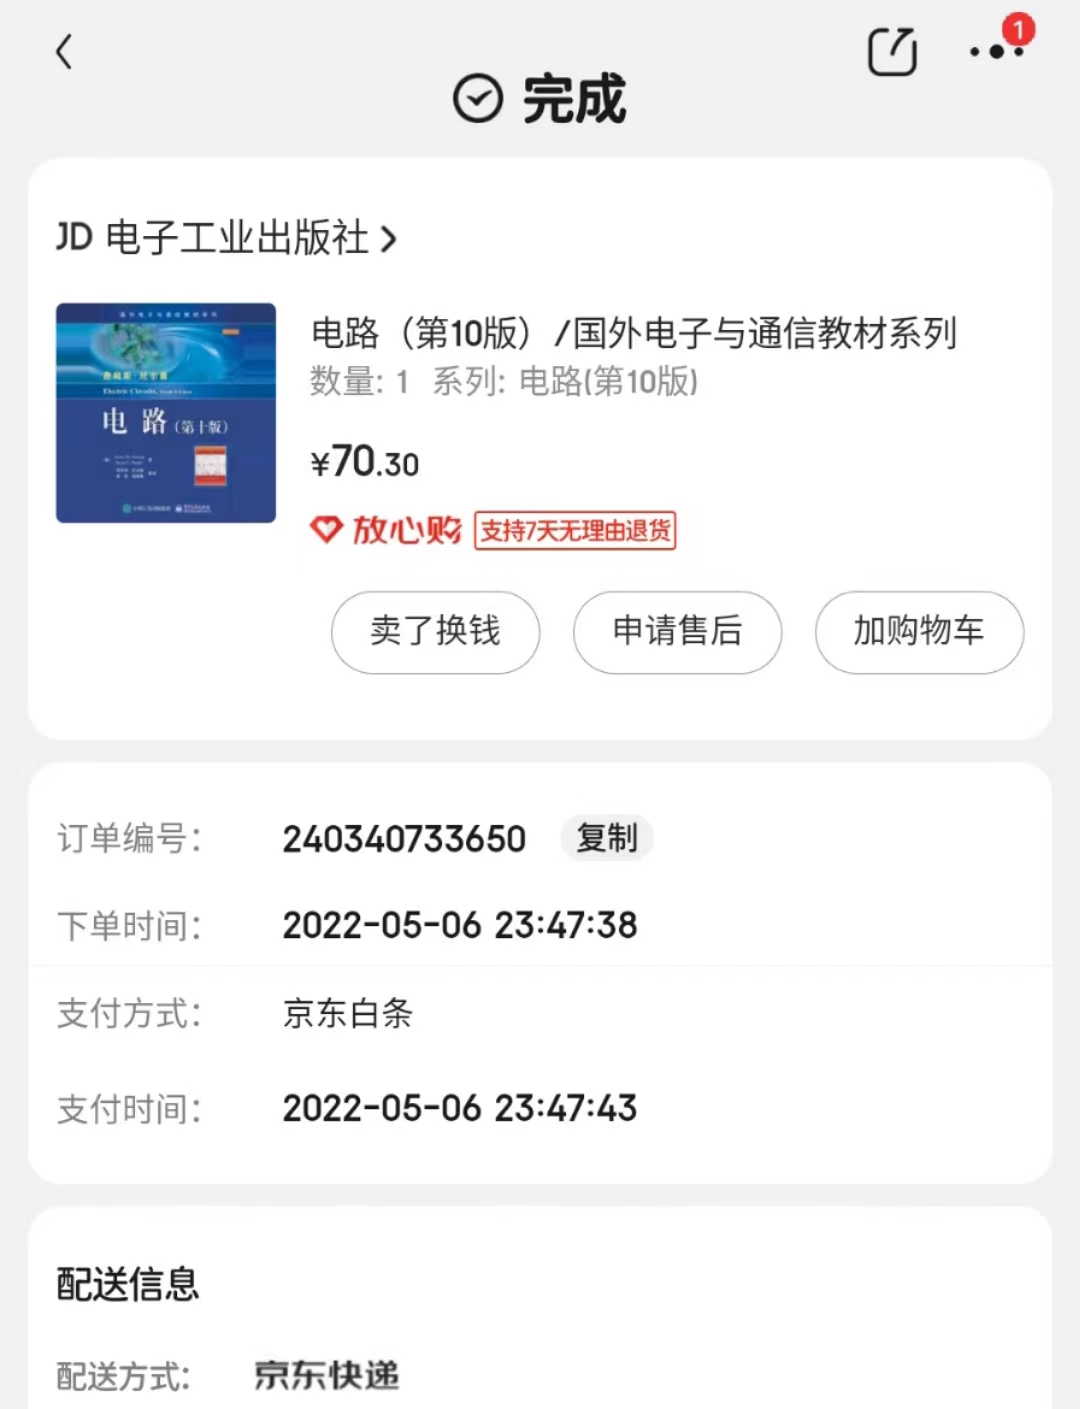 1
完成
JD 电子工业出版社
电路（第10版）/国外电子与通信教材系列
数量: 1 系列: 电路(第10版)
Electric Circuits
电 路（第十版）
¥70.30
放心购 支持7天无理由退货
卖了换钱 申请售后 加购物车
订单编号： 240340733650 复制
下单时间： 2022-05-06 23:47:38
支付方式： 京东白条
支付时间： 2022-05-06 23:47:43
配送信息
配送方式： 京东快递